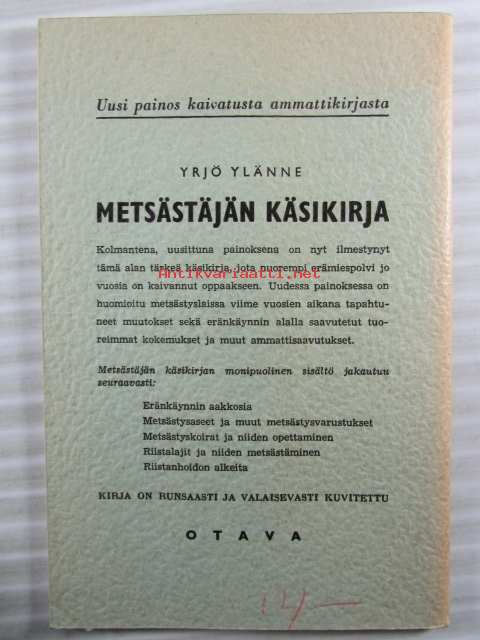 Uusi painos kaivatusta ammattikirjasta
YRJÖ YLÄNNE
METSÄSTÄJÄN KÄSIKIRJA
Kolmantena, uusittuna painoksena on nyt ilmestynyt
tämä alan tärkeä käsikirja, jota nuorempi erämiespolvi jo
Antikvariaatti.net
vuosia on kaivannut oppaakseen. Uudessa painoksessa on
huomioitu metsästyslaissa viime vuosien aikana tapahtu-
neet muutokset sekä eränkäynnin alalla saavutetut tuo-
reimmat kokemukset ja muut ammattisaavutukset.
Metsästäjän käsikirjan monipuolinen sisältö jakautuu
seuraavasti:
Eränkäynnin aakkosia
Metsästysaseet ja muut metsästysvarustukset
Metsästyskoirat ja niiden opettaminen
Riistalajit ja niiden metsästäminen
Riistanhoidon alkeita
KIRJA ON RUNSAASTI JA VALAISEVASTI KUVITETTU
OTAVA